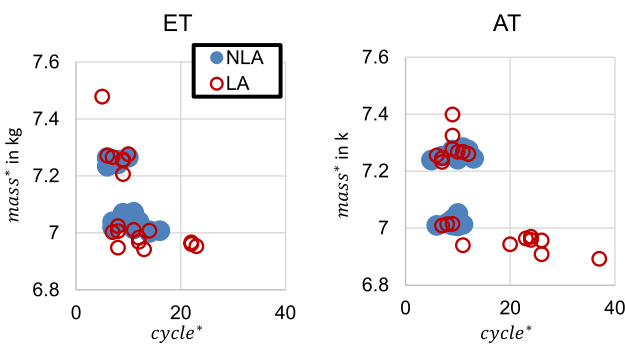 ET
NLA
LA
7.6
7.4
7.2
7
6.8
mass* in kg
0
20
40
cycle*
AT
7.6
7.4
7.2
7
6.8
mass* in k
0
20
40
cycle*